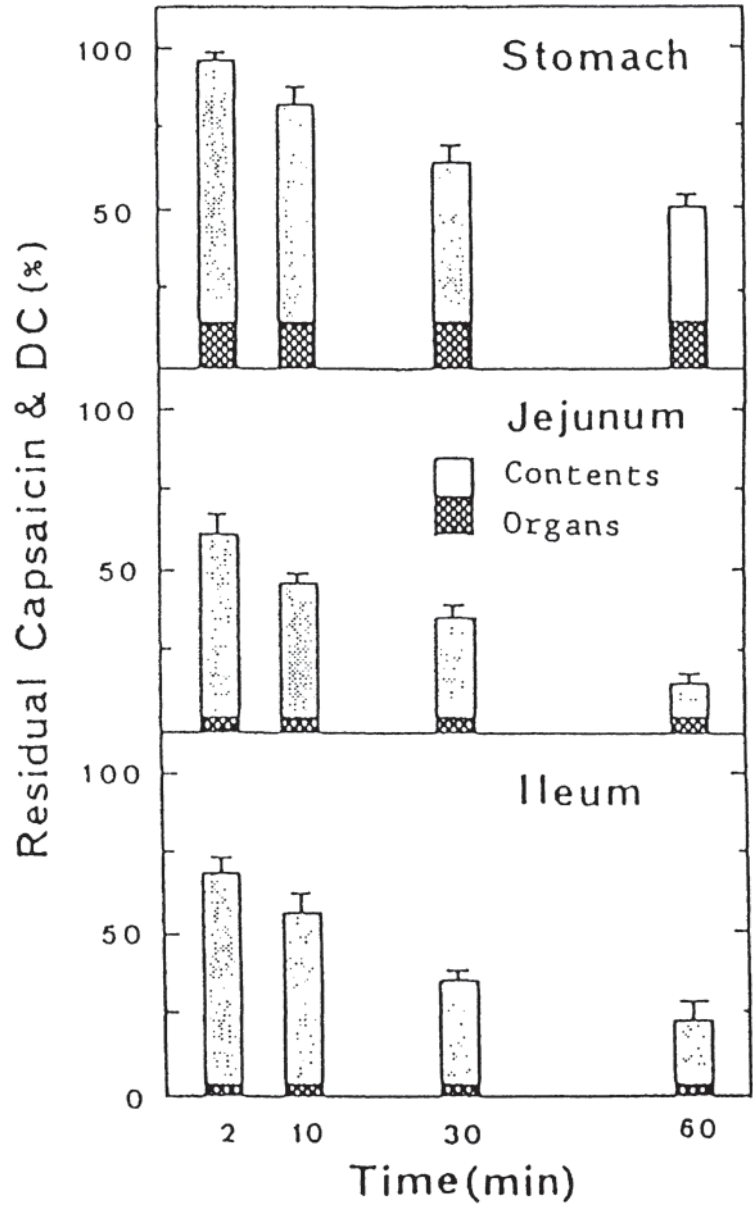 Residual Capsaicin & DC (%)
100
50
Stomach
100
50
Jejunum
Contents
Organs
100
50
0
Ileum
2 10 30 60
Time (min)